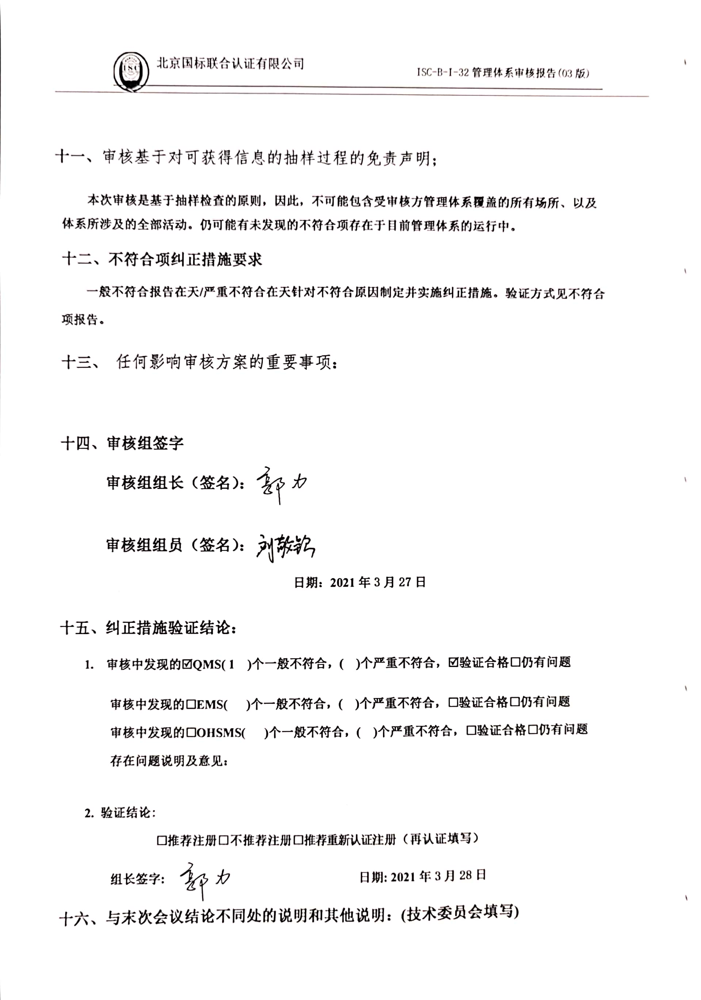 ISC
北京国标联合认证有限公司
ISC-B-I-32 管理体系审核报告(03 版)
十一、审核基于对可获得信息的抽样过程的免责声明；
本次审核是基于抽样检查的原则，因此，不可能包含受审核方管理体系覆盖的所有场所、以及
体系所涉及的全部活动。仍可能有未发现的不符合项存在于目前管理体系的运行中。
十二、不符合项纠正措施要求
一般不符合报告在天/严重不符合在天针对不符合原因制定并实施纠正措施。验证方式见不符合
项报告。
十三、 任何影响审核方案的重要事项：
十四、审核组签字
审核组组长（签名）： 郭力
审核组组员（签名）： 刘敬铭
日期：2021 年 3 月 27 日
十五、纠正措施验证结论：
1. 审核中发现的☑QMS( 1 )个一般不符合，( )个严重不符合，☑验证合格□仍有问题
审核中发现的□EMS( )个一般不符合，( )个严重不符合，□验证合格□仍有问题
审核中发现的□OHSMS( )个一般不符合，( )个严重不符合，□验证合格□仍有问题
存在问题说明及意见：
2. 验证结论：
□推荐注册□不推荐注册□推荐重新认证注册（再认证填写）
组长签字： 郭力 日期: 2021 年 3 月 28 日
十六、与末次会议结论不同处的说明和其他说明：(技术委员会填写)